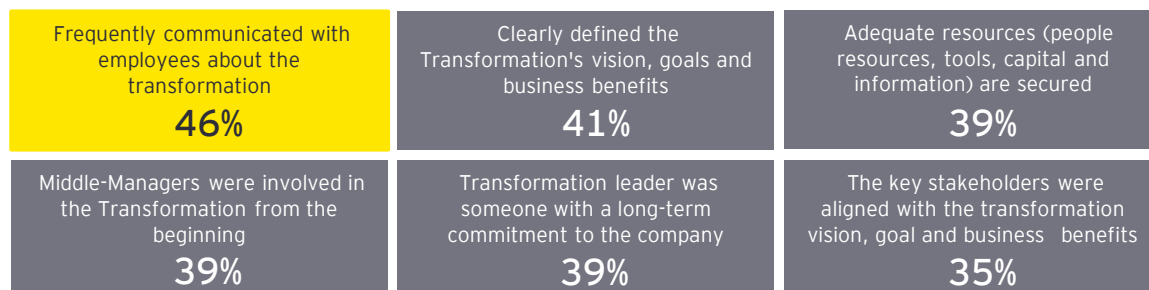 Frequently communicated with
employees about the
transformation
46%
Clearly defined the
Transformation's vision, goals and
business benefits
41%
Adequate resources (people
resources, tools, capital and
information) are secured
39%
Middle-Managers were involved in
the Transformation from the
beginning
39%
Transformation leader was
someone with a long-term
commitment to the company
39%
The key stakeholders were
aligned with the transformation
vision, goal and business benefits
35%